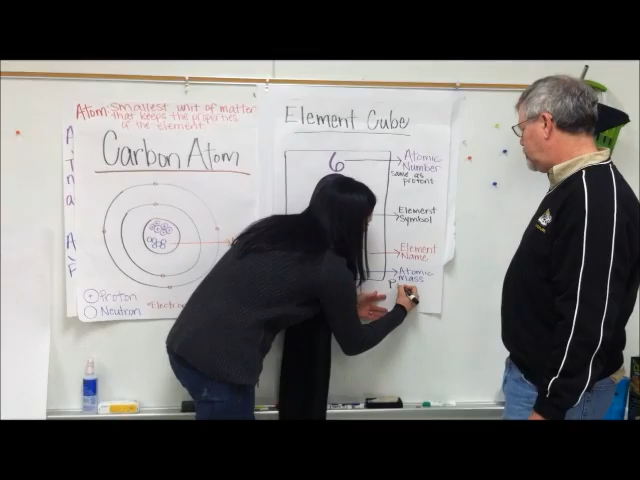 Atom: smallest unit of matter
that keeps the properties
of the element
Carbon Atom
Proton
Neutron
Element Cube
6
Atomic
Number
same as
protons
Element
Symbol
Element
Name
Atomic
mass
P